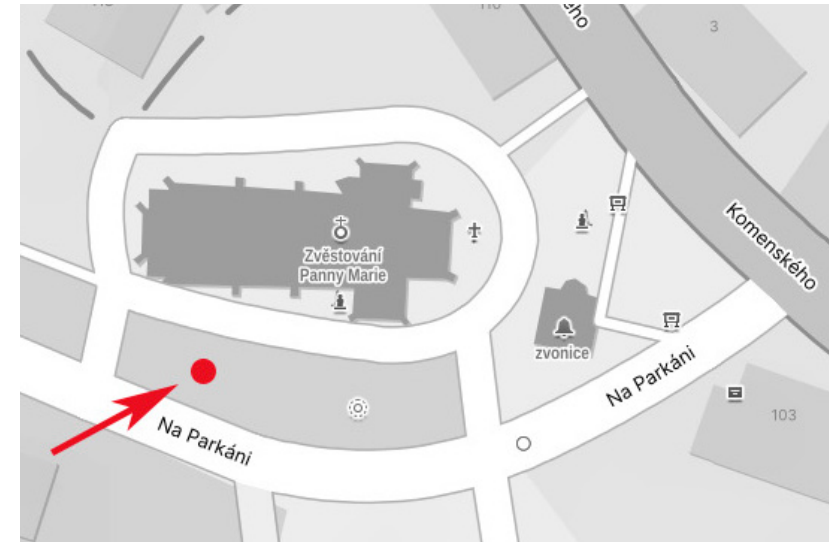 3
Komenského
Zvěstování
Panny Marie
zvonice
Na Parkáni
Na Parkáni
103